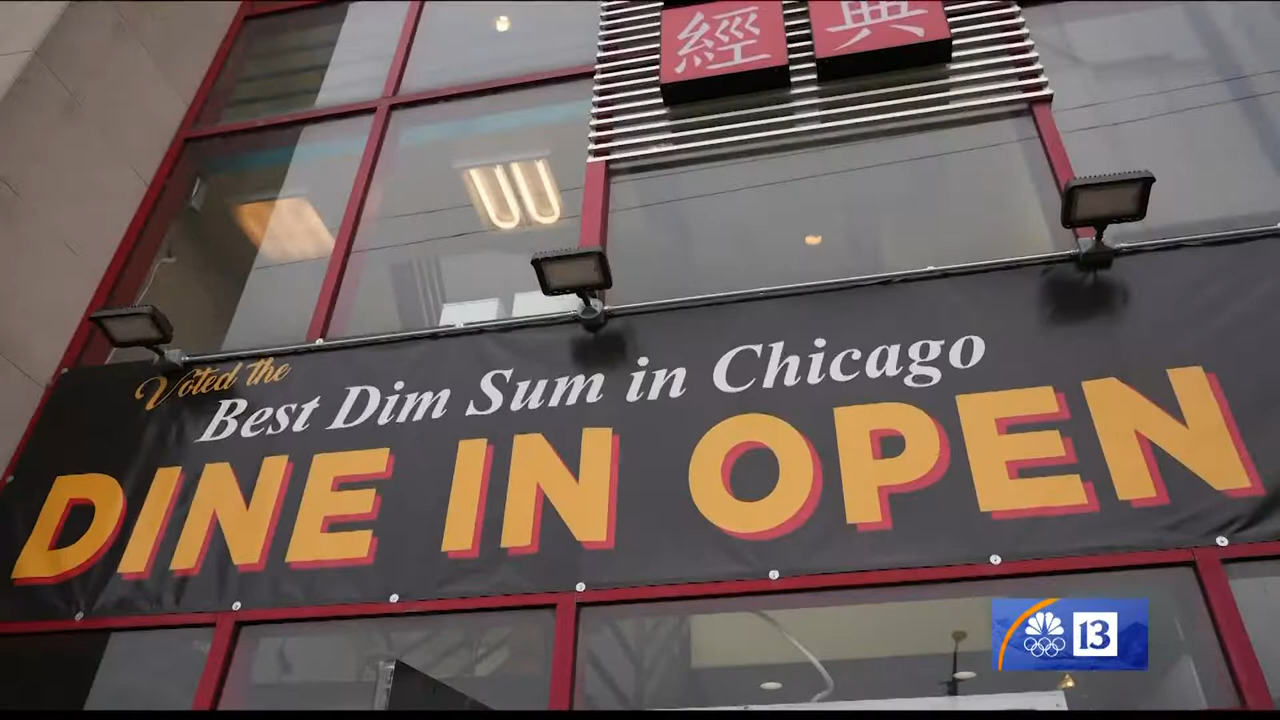 經典
Voted the
Best Dim Sum in Chicago
DINE IN OPEN
13